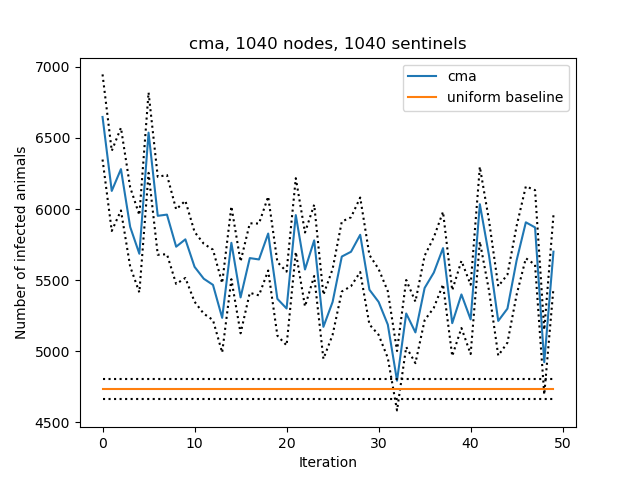 cma, 1040 nodes, 1040 sentinels
7000
6500
6000
5500
5000
4500
Number of infected animals
cma
uniform baseline
0
10
20
30
40
50
Iteration